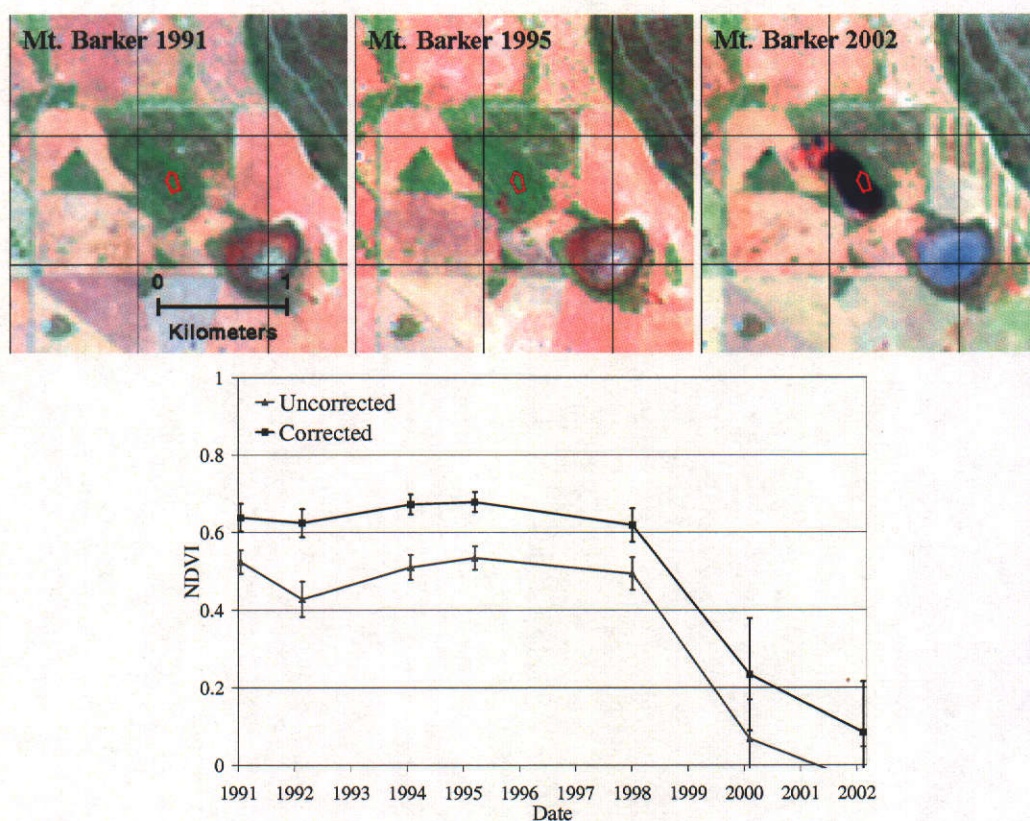 Mt. Barker 1991
Mt. Barker 1995
Mt. Barker 2002
0 1
Kilometers
Uncorrected
Corrected
1
0.8
0.6
0.4
0.2
0
NDVI
1991 1992 1993 1994 1995 1996 1997 1998 1999 2000 2001 2002
Date